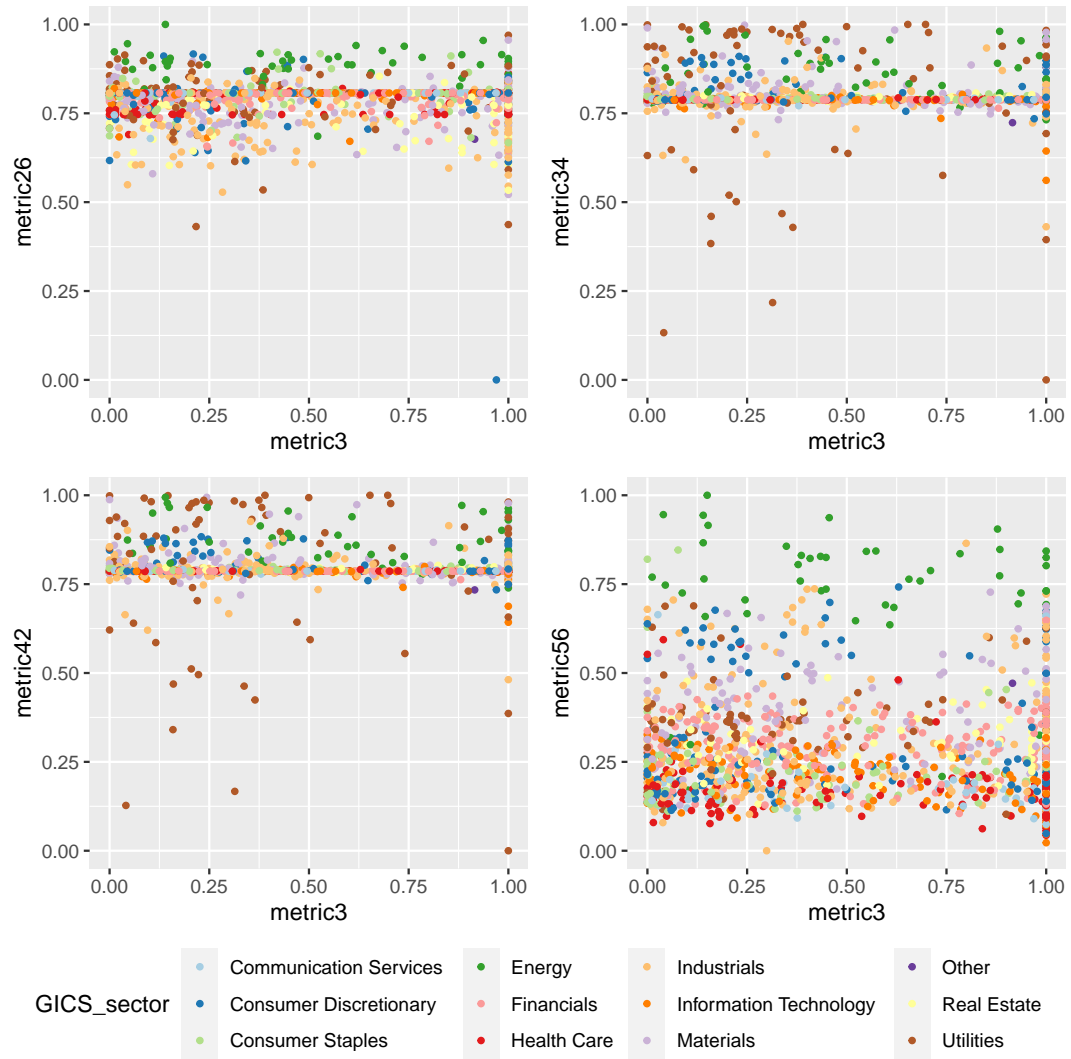 1.00
0.75
0.50
0.25
0.00
metric26
0.00 0.25 0.50 0.75 1.00
metric3
1.00
0.75
0.50
0.25
0.00
metric34
0.00 0.25 0.50 0.75 1.00
metric3
1.00
0.75
0.50
0.25
0.00
metric42
0.00 0.25 0.50 0.75 1.00
metric3
1.00
0.75
0.50
0.25
0.00
metric56
0.00 0.25 0.50 0.75 1.00
metric3
GICS_sector
Communication Services
Consumer Discretionary
Consumer Staples
Energy
Financials
Health Care
Industrials
Information Technology
Materials
Other
Real Estate
Utilities